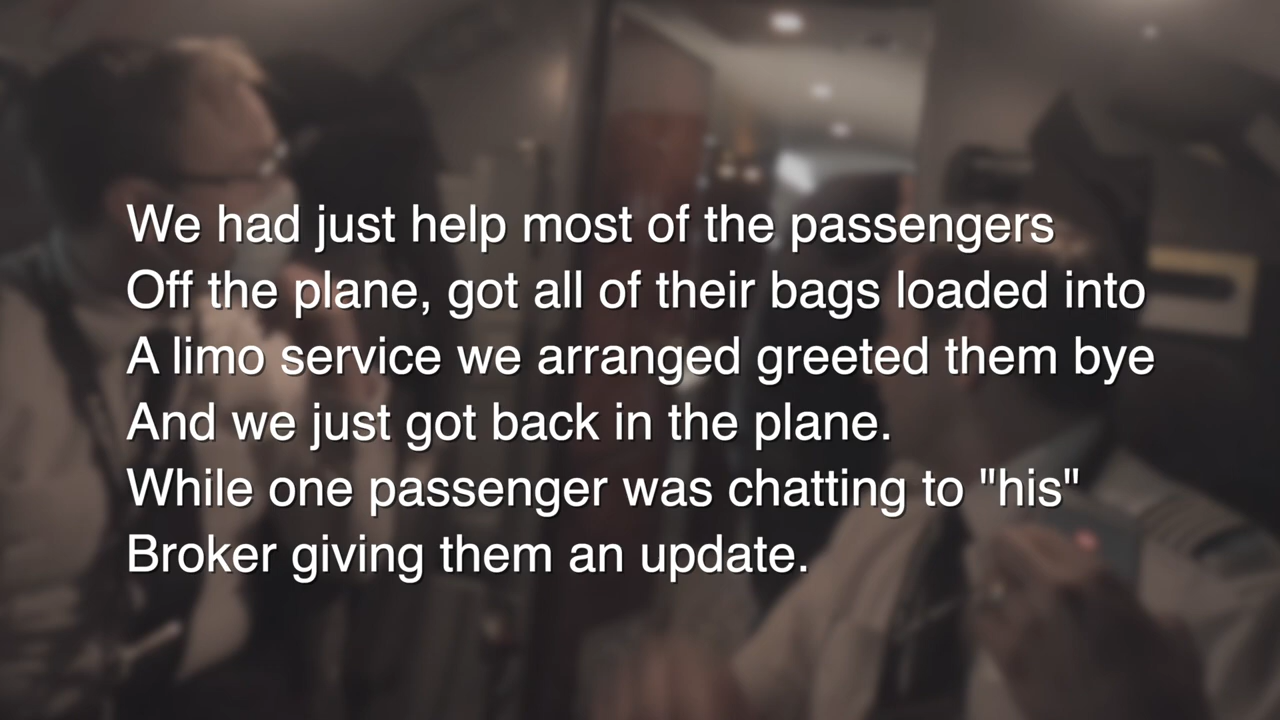 We had just help most of the passengers
Off the plane, got all of their bags loaded into
A limo service we arranged greeted them bye
And we just got back in the plane.
While one passenger was chatting to "his"
Broker giving them an update.